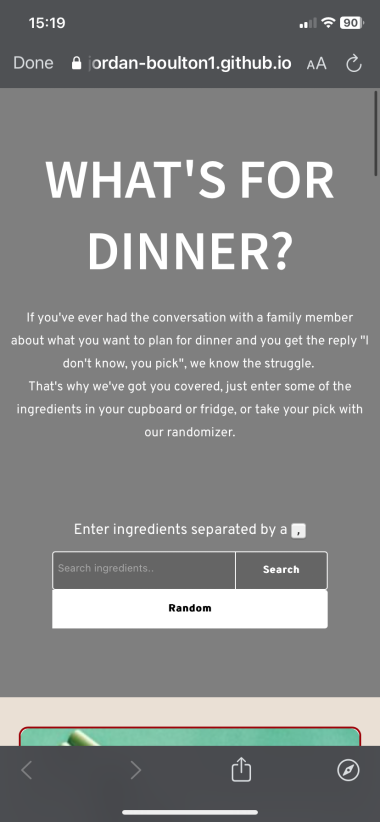 15:19
90
Done
jordan-boulton1.github.io
AA
WHAT'S FOR
DINNER?
If you've ever had the conversation with a family member
about what you want to plan for dinner and you get the reply "I
don't know, you pick", we know the struggle.
That's why we've got you covered, just enter some of the
ingredients in your cupboard or fridge, or take your pick with
our randomizer.
Enter ingredients separated by a ,
Search ingredients..
Search
Random